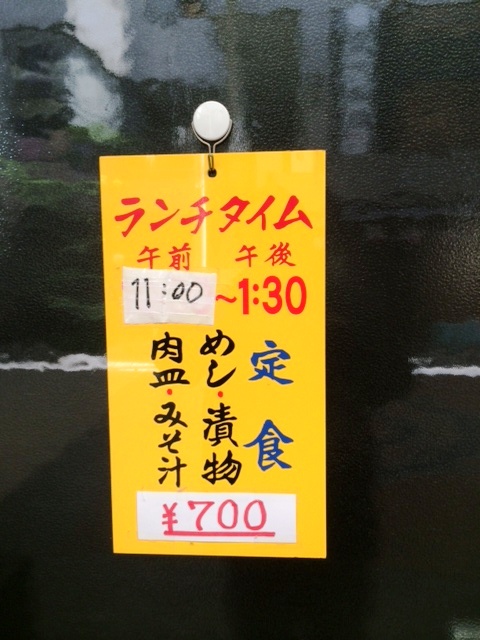 ランチタイム
午前 午後
11:00~1:30
定食
めし・漬物
肉皿・みそ汁
¥700